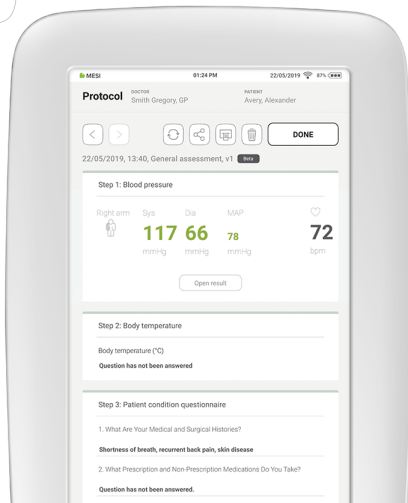 MESI 01:24 PM 22/05/2019 87%
Protocol DOCTOR Smith Gregory, GP PATIENT Avery, Alexander
DONE
22/05/2019, 13:40, General assessment, v1 Beta
Step 1: Blood pressure
Right arm Sys Dia MAP
117 66 78 72
mmHg mmHg mmHg bpm
Open result
Step 2: Body temperature
Body temperature (°C)
Question has not been answered
Step 3: Patient condition questionnaire
1. What Are Your Medical and Surgical Histories?
Shortness of breath, recurrent back pain, skin disease
2. What Prescription and Non-Prescription Medications Do You Take?
Question has not been answered.